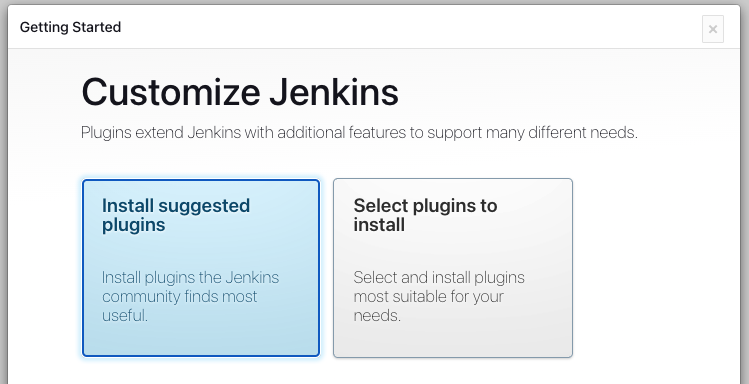 Getting Started
×
Customize Jenkins
Plugins extend Jenkins with additional features to support many different needs.
Install suggested
plugins
Install plugins the Jenkins
community finds most
useful.
Select plugins to
install
Select and install plugins
most suitable for your
needs.